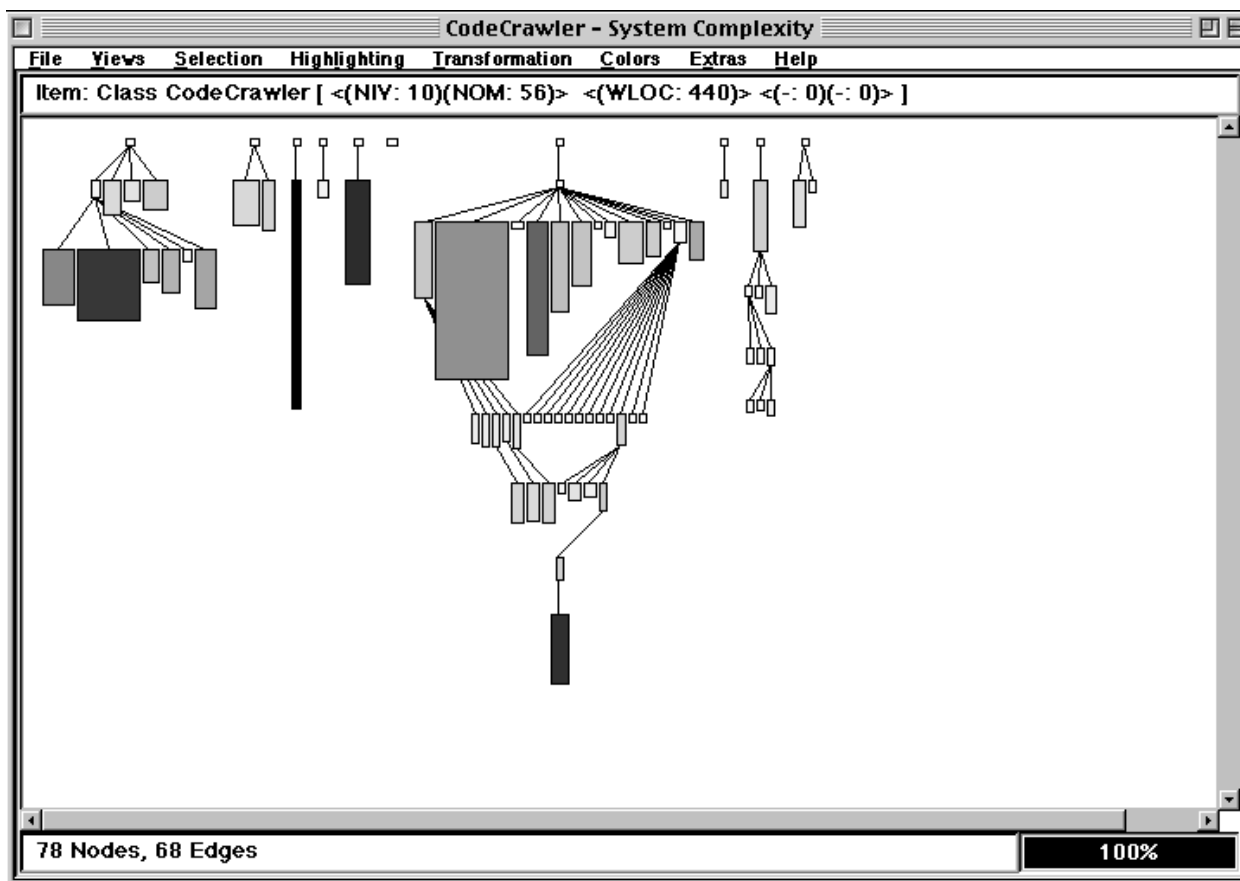 CodeCrawler - System Complexity
File Views Selection Highlighting Transformation Colors Extras Help
Item: Class CodeCrawler [ <(NIV: 10)(NOM: 56)> <(WLOC: 440)> <(-: 0)(-: 0)> ]
78 Nodes, 68 Edges
100%